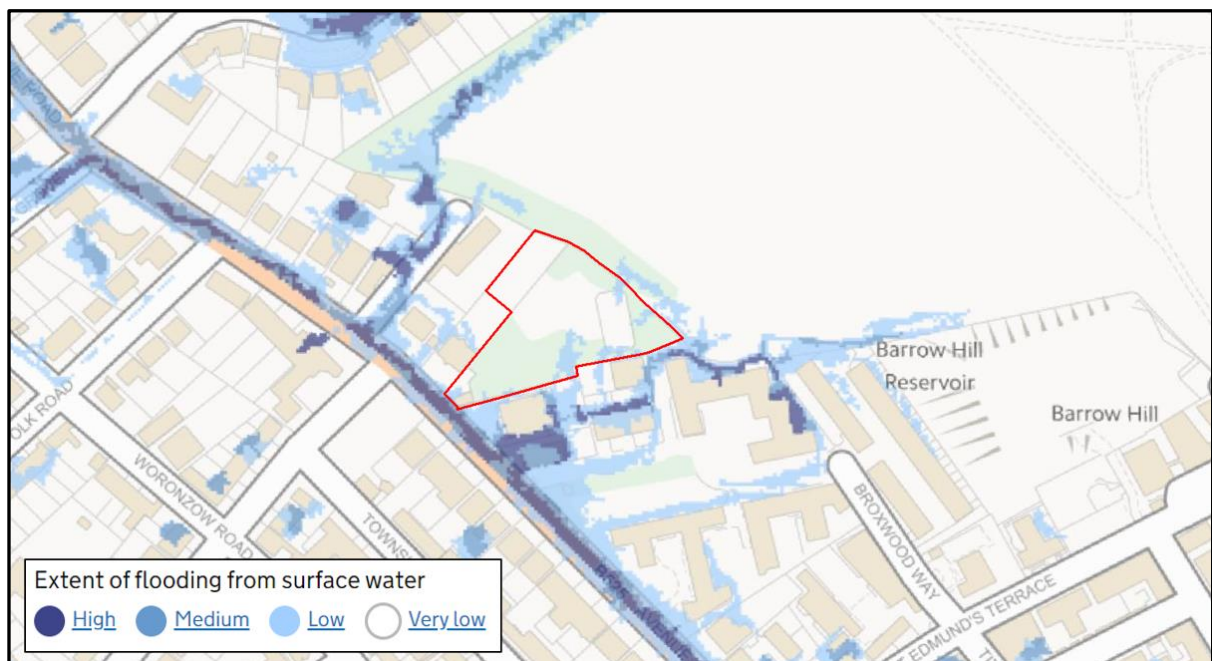 ROAD
OLK ROAD
WORONZOW ROAD
Barrow Hill
Reservoir
Barrow Hill
BROXWOOD WAY
EDMUND'S TERRACE
Extent of flooding from surface water
High
Medium
Low
Very low